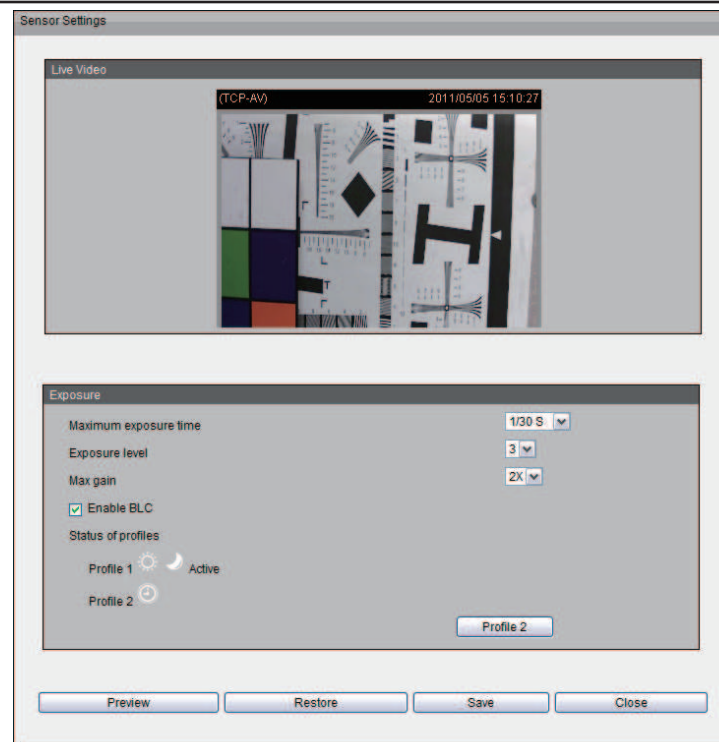 Sensor Settings
Live Video
(TCP-AV) 2011/05/05 15:10:27
T
Exposure
Maximum exposure time 1/30 S
Exposure level 3
Max gain 2X
Enable BLC
Status of profiles
Profile 1 Active
Profile 2
Profile 2
Preview Restore Save Close